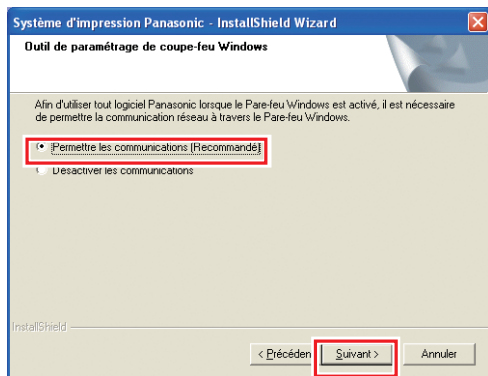 Système d'impression Panasonic - InstallShield Wizard
Outil de paramétrage de coupe-feu Windows
Afin d'utiliser tout logiciel Panasonic lorsque le Pare-feu Windows est activé, il est nécessaire
de permettre la communication réseau à travers le Pare-feu Windows.
Permettre les communications (Recommandé)
Désactiver les communications
InstallShield
< Précéden
Suivant >
Annuler